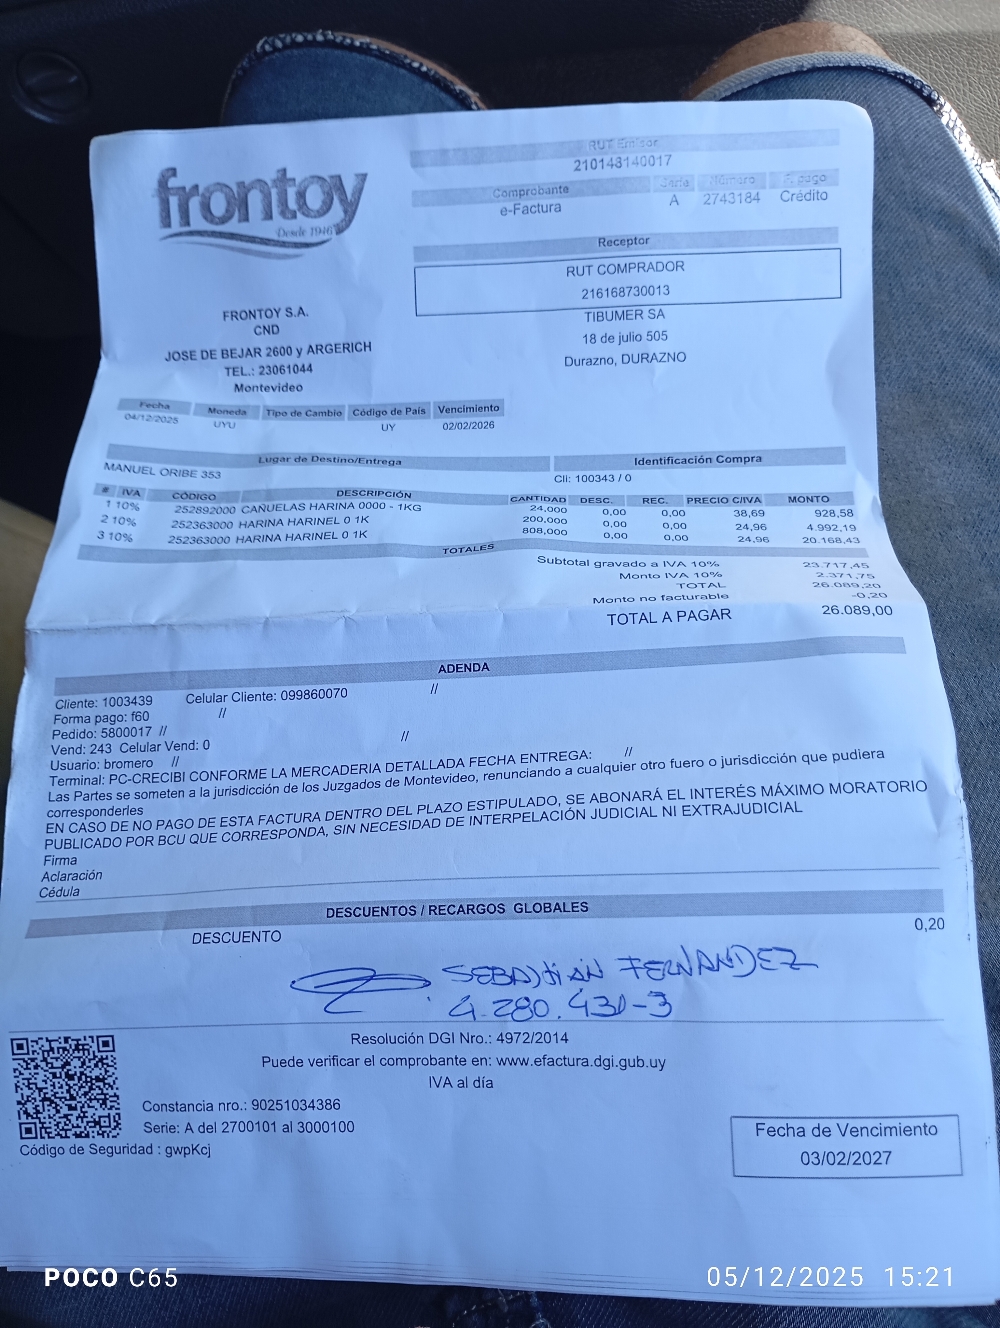 frontoy
Desde 1946
RUT Emisor
210148140017
Comprobante Serie Número F. pago
e-Factura A 2743184 Crédito
Receptor
RUT COMPRADOR
216168730013
TIBUMER SA
18 de julio 505
Durazno, DURAZNO
FRONTOY S.A.
CND
JOSE DE BEJAR 2600 y ARGERICH
TEL.: 23061044
Montevideo
Fecha Moneda Tipo de Cambio Código de País Vencimiento
04/12/2025 UYU UY 02/02/2026
Lugar de Destino/Entrega Identificación Compra
MANUEL ORIBE 353 Cli: 100343 / 0
# IVA CÓDIGO DESCRIPCIÓN CANTIDAD DESC. REC. PRECIO C/IVA MONTO
1 10% 252892000 CAÑUELAS HARINA 0000 - 1KG 24,000 0,00 0,00 38,69 928,58
2 10% 252363000 HARINA HARINEL 0 1K 200,000 0,00 0,00 24,96 4.992,19
3 10% 252363000 HARINA HARINEL 0 1K 808,000 0,00 0,00 24,96 20.168,43
TOTALES
Subtotal gravado a IVA 10% 23.717,45
Monto IVA 10% 2.371,75
TOTAL 26.089,20
Monto no facturable -0,20
TOTAL A PAGAR 26.089,00
ADENDA
Cliente: 1003439 Celular Cliente: 099860070 //
Forma pago: f60 //
Pedido: 5800017 //
Vend: 243 Celular Vend: 0 //
Usuario: bromero //
Terminal: PC-CRECIBI CONFORME LA MERCADERIA DETALLADA FECHA ENTREGA: //
Las Partes se someten a la jurisdicción de los Juzgados de Montevideo, renunciando a cualquier otro fuero o jurisdicción que pudiera
corresponderles
EN CASO DE NO PAGO DE ESTA FACTURA DENTRO DEL PLAZO ESTIPULADO, SE ABONARÁ EL INTERÉS MÁXIMO MORATORIO
PUBLICADO POR BCU QUE CORRESPONDA, SIN NECESIDAD DE INTERPELACIÓN JUDICIAL NI EXTRAJUDICIAL
Firma
Aclaración
Cédula
DESCUENTOS / RECARGOS GLOBALES
DESCUENTO 0,20
SEBASTIAN FERNANDEZ
4.280.431-3
Resolución DGI Nro.: 4972/2014
Puede verificar el comprobante en: www.efactura.dgi.gub.uy
IVA al día
Constancia nro.: 90251034386
Serie: A del 2700101 al 3000100
Código de Seguridad : gwpKcj
Fecha de Vencimiento
03/02/2027
POCO C65
05/12/2025 15:21